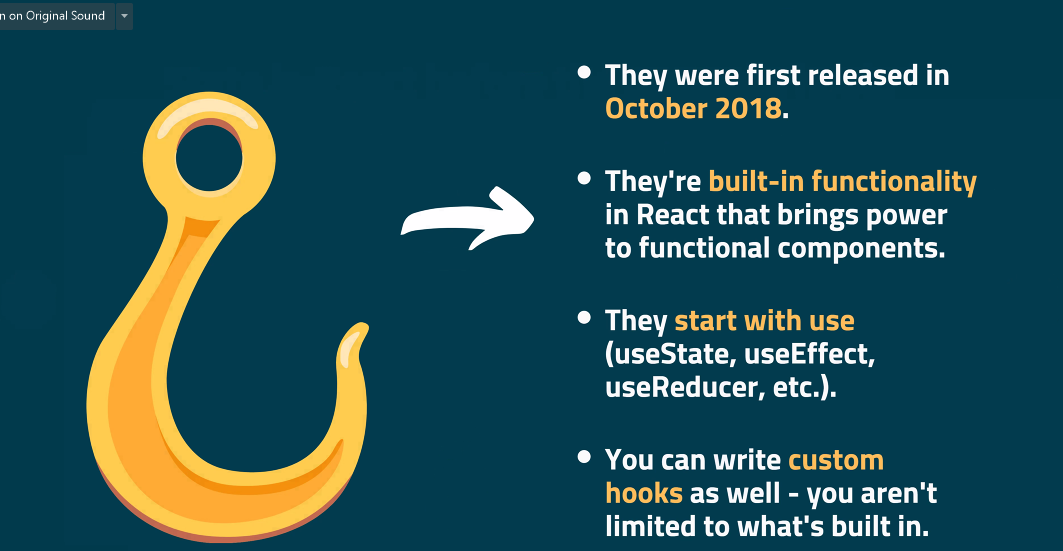 n on Original Sound
• They were first released in
October 2018.
• They're built-in functionality
in React that brings power
to functional components.
• They start with use
(useState, useEffect,
useReducer, etc.).
• You can write custom
hooks as well - you aren't
limited to what's built in.